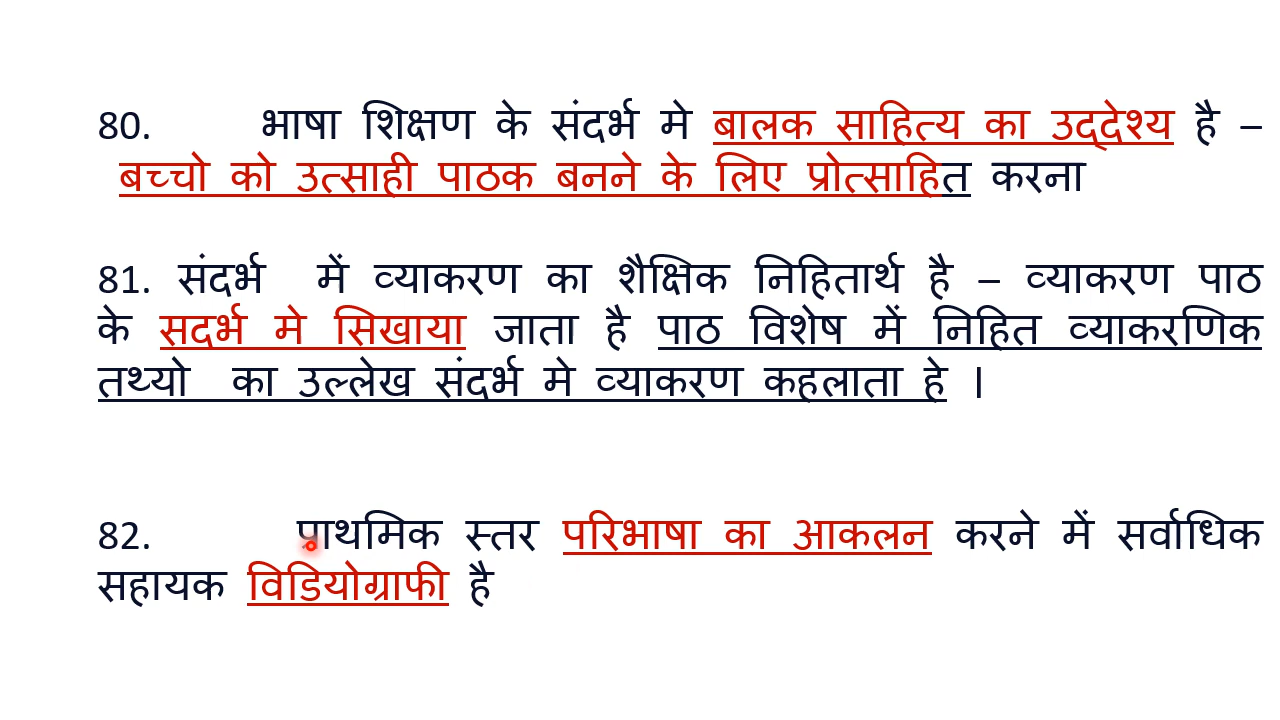 80. भाषा शिक्षण के संदर्भ मे बालक साहित्य का उद्देश्य है –
बच्चो को उत्साही पाठक बनने के लिए प्रोत्साहित करना
81. संदर्भ में व्याकरण का शैक्षिक निहितार्थ है – व्याकरण पाठ
के सदर्भ मे सिखाया जाता है पाठ विशेष में निहित व्याकरणिक
तथ्यो का उल्लेख संदर्भ मे व्याकरण कहलाता हे ।
82. प्राथमिक स्तर परिभाषा का आकलन करने में सर्वाधिक
सहायक विडियोग्राफी है